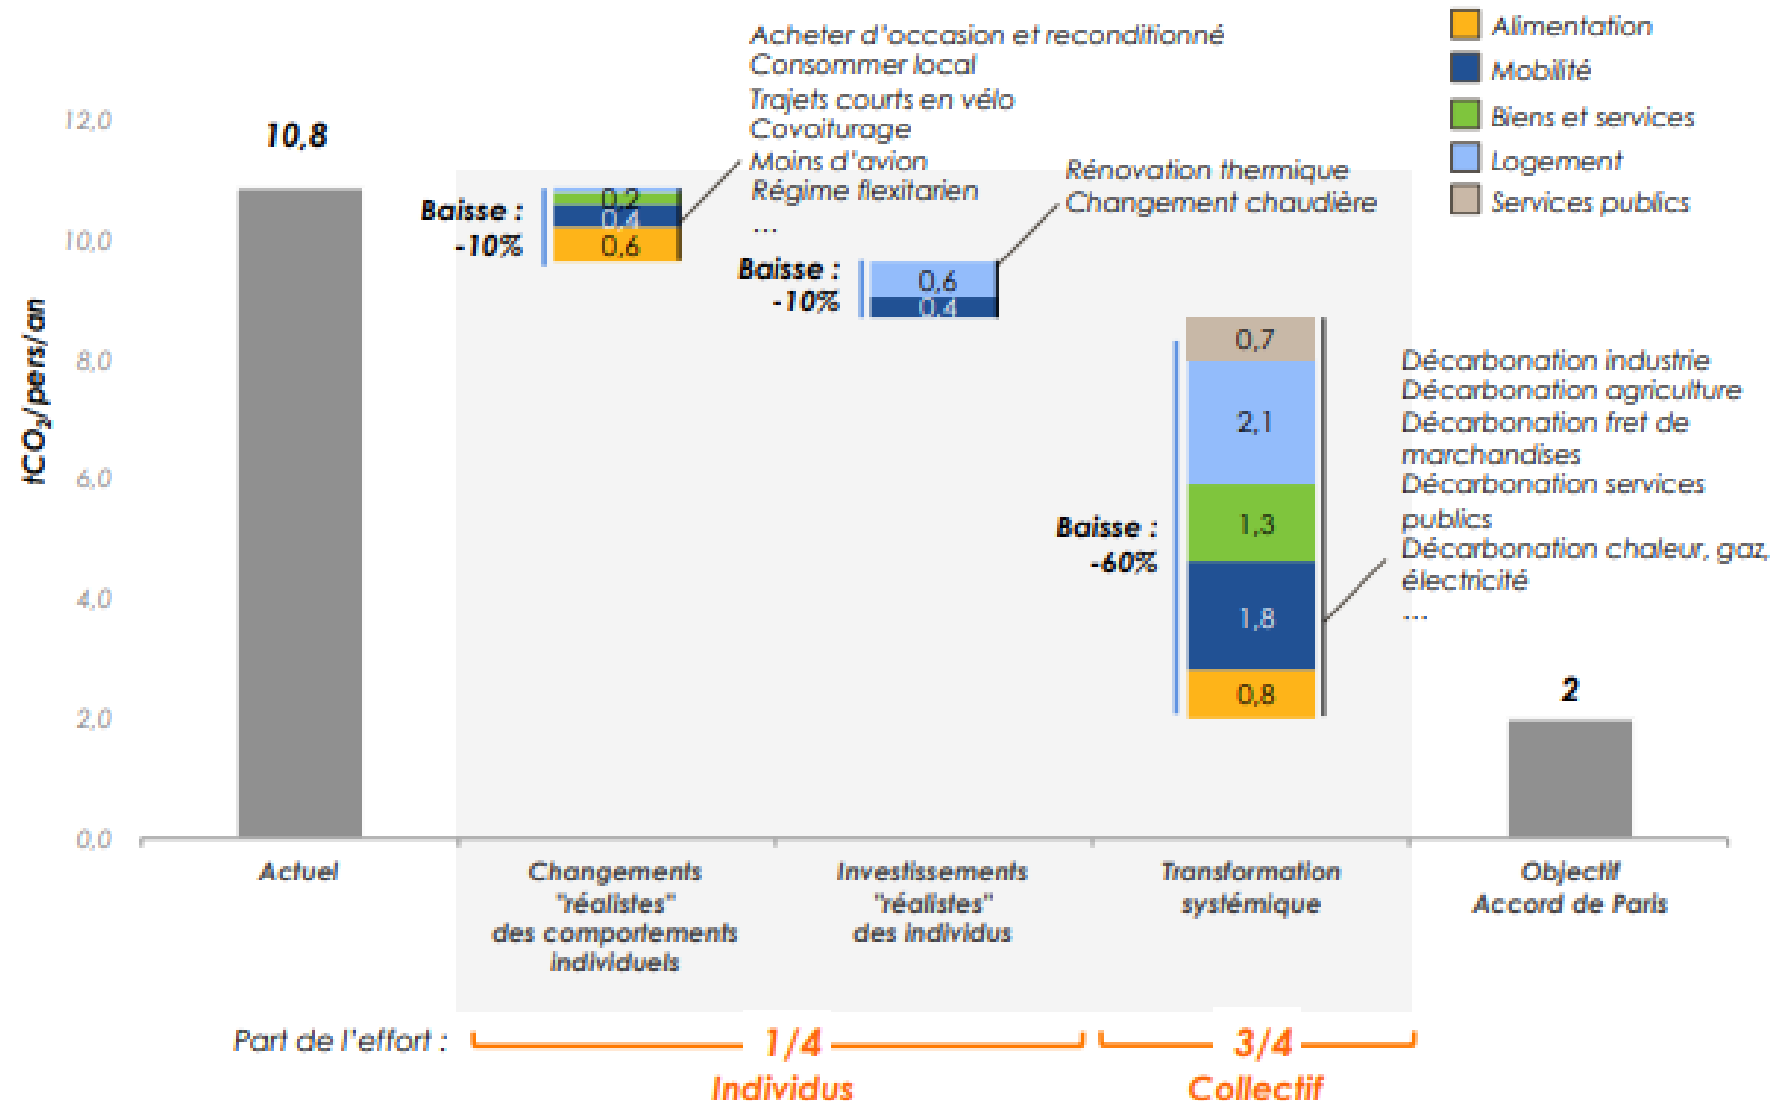 Alimentation
Mobilité
Biens et services
Logement
Services publics
tCO₂/pers/an
12,0
10,0
8,0
6,0
4,0
2,0
0,0
10,8
Baisse :
-10%
0,2
0,4
0,6
Acheter d'occasion et reconditionné
Consommer local
Trajets courts en vélo
Covoiturage
Moins d'avion
Régime flexitarien
...
Baisse :
-10%
0,6
0,4
Rénovation thermique
Changement chaudière
Baisse :
-60%
0,7
2,1
1,3
1,8
0,8
Décarbonation industrie
Décarbonation agriculture
Décarbonation fret de
marchandises
Décarbonation services
publics
Décarbonation chaleur, gaz,
électricité
...
2
Actuel
Changements
"réalistes"
des comportements
individuels
Investissements
"réalistes"
des individus
Transformation
systémique
Objectif
Accord de Paris
Part de l'effort :
1/4
Individus
3/4
Collectif